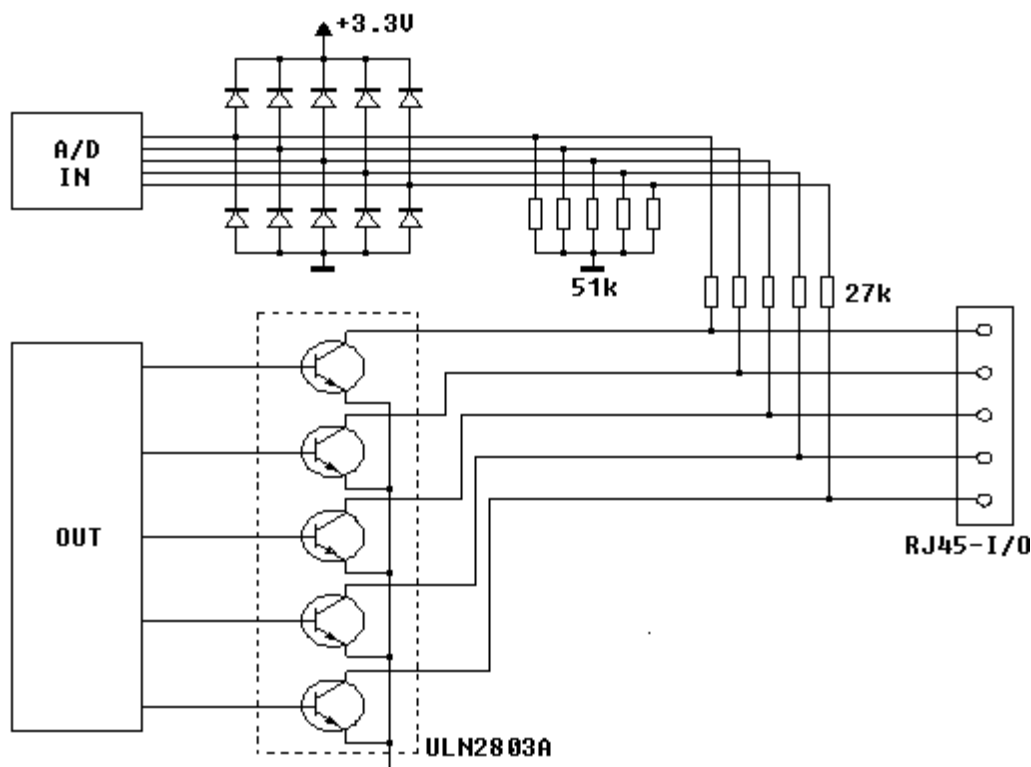 +3.3V
A/D
IN
51k
27k
OUT
RJ45-I/O
ULN2803A